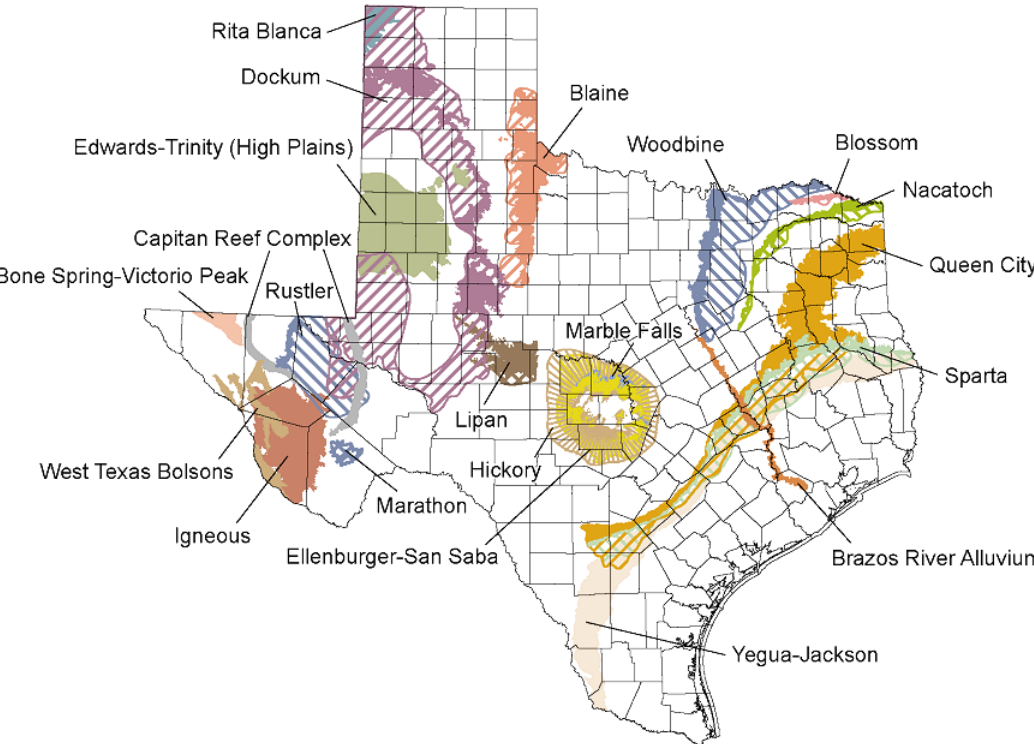 Rita Blanca
Dockum
Blaine
Edwards-Trinity (High Plains)
Woodbine
Blossom
Nacatoch
Capitan Reef Complex
Queen City
Bone Spring-Victorio Peak
Rustler
Marble Falls
Sparta
Lipan
West Texas Bolsons
Hickory
Marathon
Igneous
Ellenburger-San Saba
Brazos River Alluvium
Yegua-Jackson